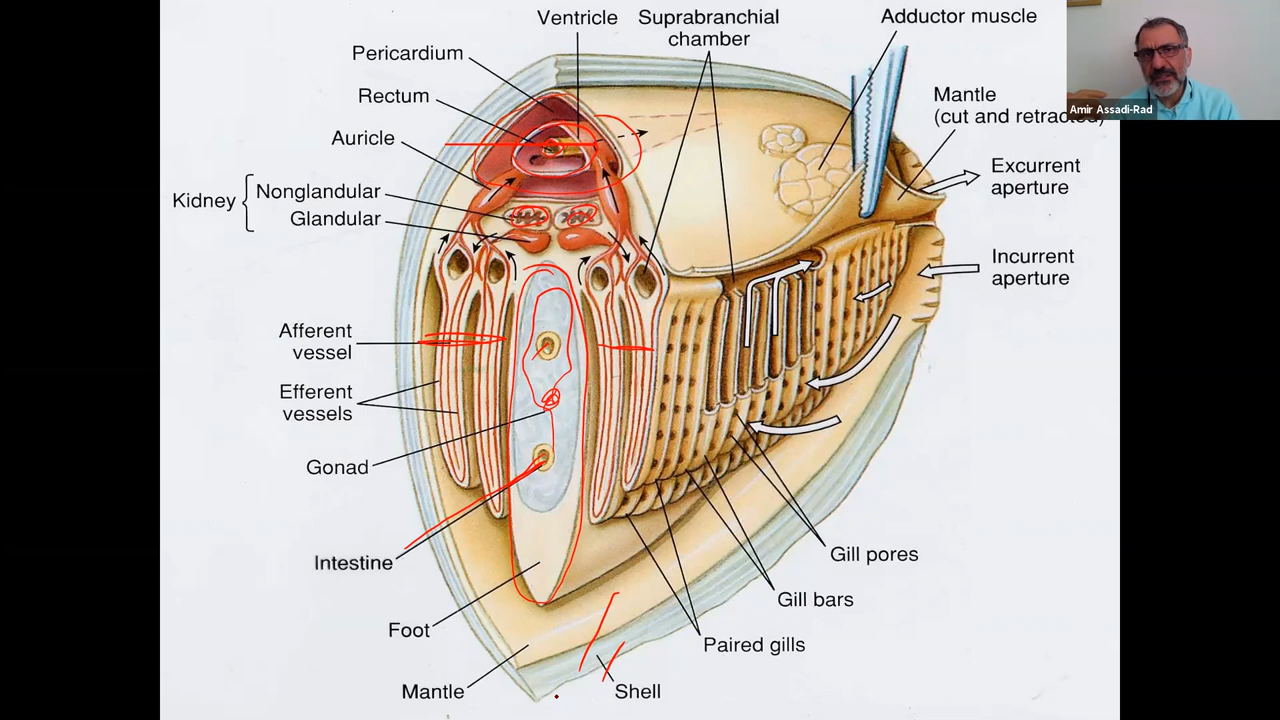 Ventricle
Suprabranchial
chamber
Adductor muscle
Pericardium
Rectum
Auricle
Kidney
Nonglandular
Glandular
Mantle
(cut and retracted)
Amir Assadi-Rad
Excurrent
aperture
Incurrent
aperture
Afferent
vessel
Efferent
vessels
Gonad
Intestine
Foot
Mantle
Shell
Paired gills
Gill bars
Gill pores